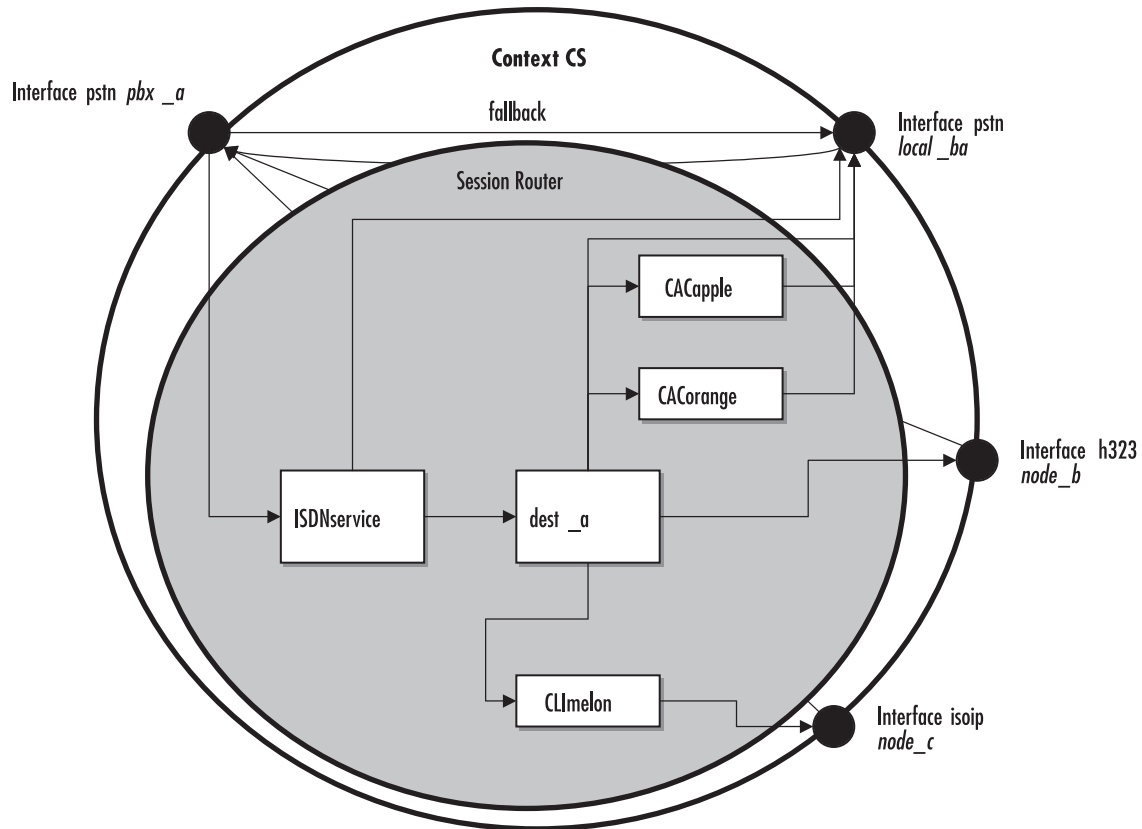 Context CS
Interface pstn pbx _a
fallback
Interface pstn
local _ba
Session Router
CACapple
CACorange
Interface h323
node_b
ISDNservice
dest _a
CLImelon
Interface isoip
node_c